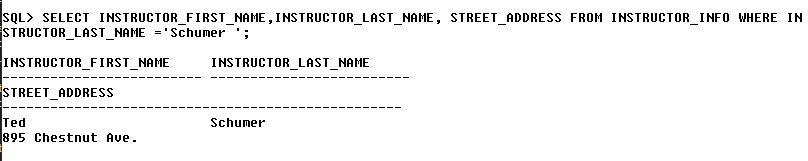 SQL> SELECT INSTRUCTOR_FIRST_NAME,INSTRUCTOR_LAST_NAME, STREET_ADDRESS FROM INSTRUCTOR_INFO WHERE IN
STRUCTOR_LAST_NAME ='Schumer ';
INSTRUCTOR_FIRST_NAME     INSTRUCTOR_LAST_NAME
------------------------- -------------------------
STREET_ADDRESS
--------------------------------------------------
Ted                       Schumer
895 Chestnut Ave.